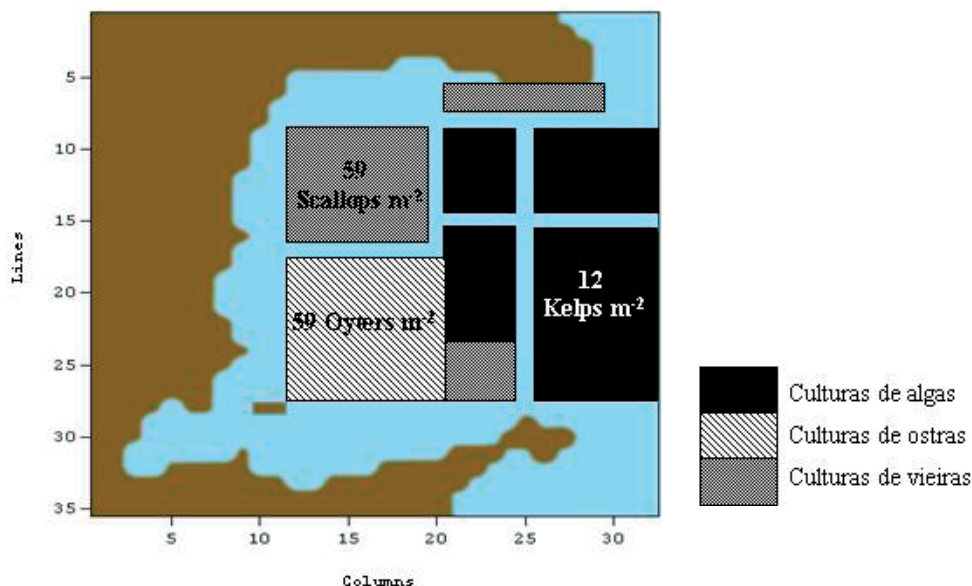 5
10
59
Scallops m-2
15
Lines
12
Kelps m-2
20
59 Oyters m-2
25
30
35
5 10 15 20 25 30
Columns
Culturas de algas
Culturas de ostras
Culturas de vieiras